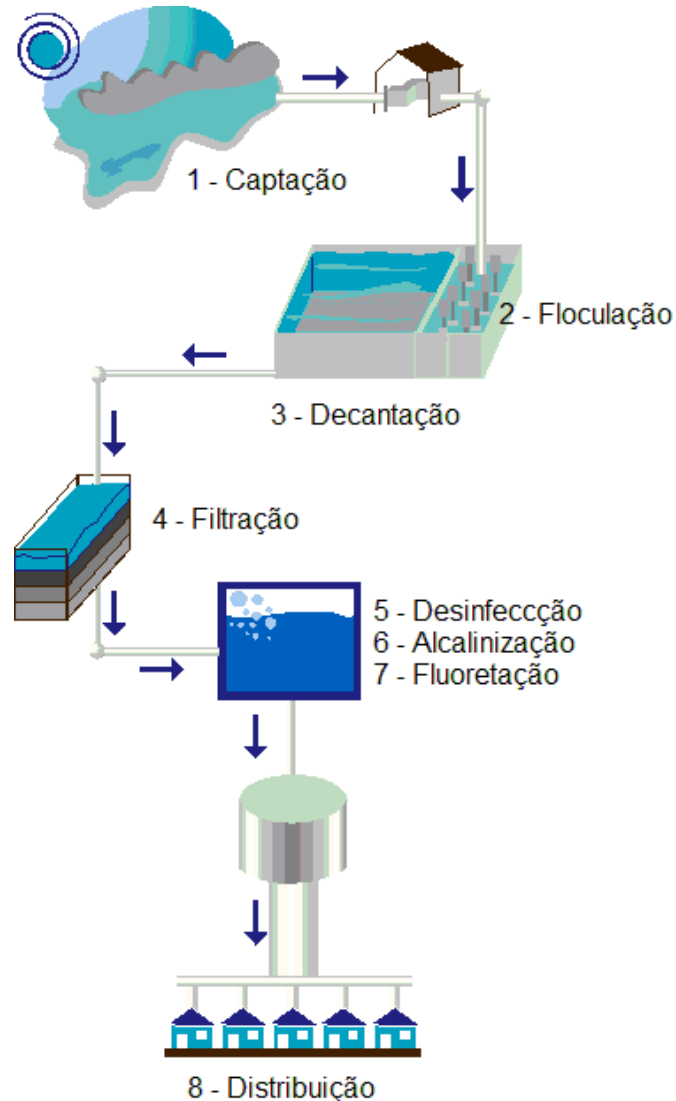 1 - Captação
2 - Floculação
3 - Decantação
4 - Filtração
5 - Desinfeccção
6 - Alcalinização
7 - Fluoretação
8 - Distribuição